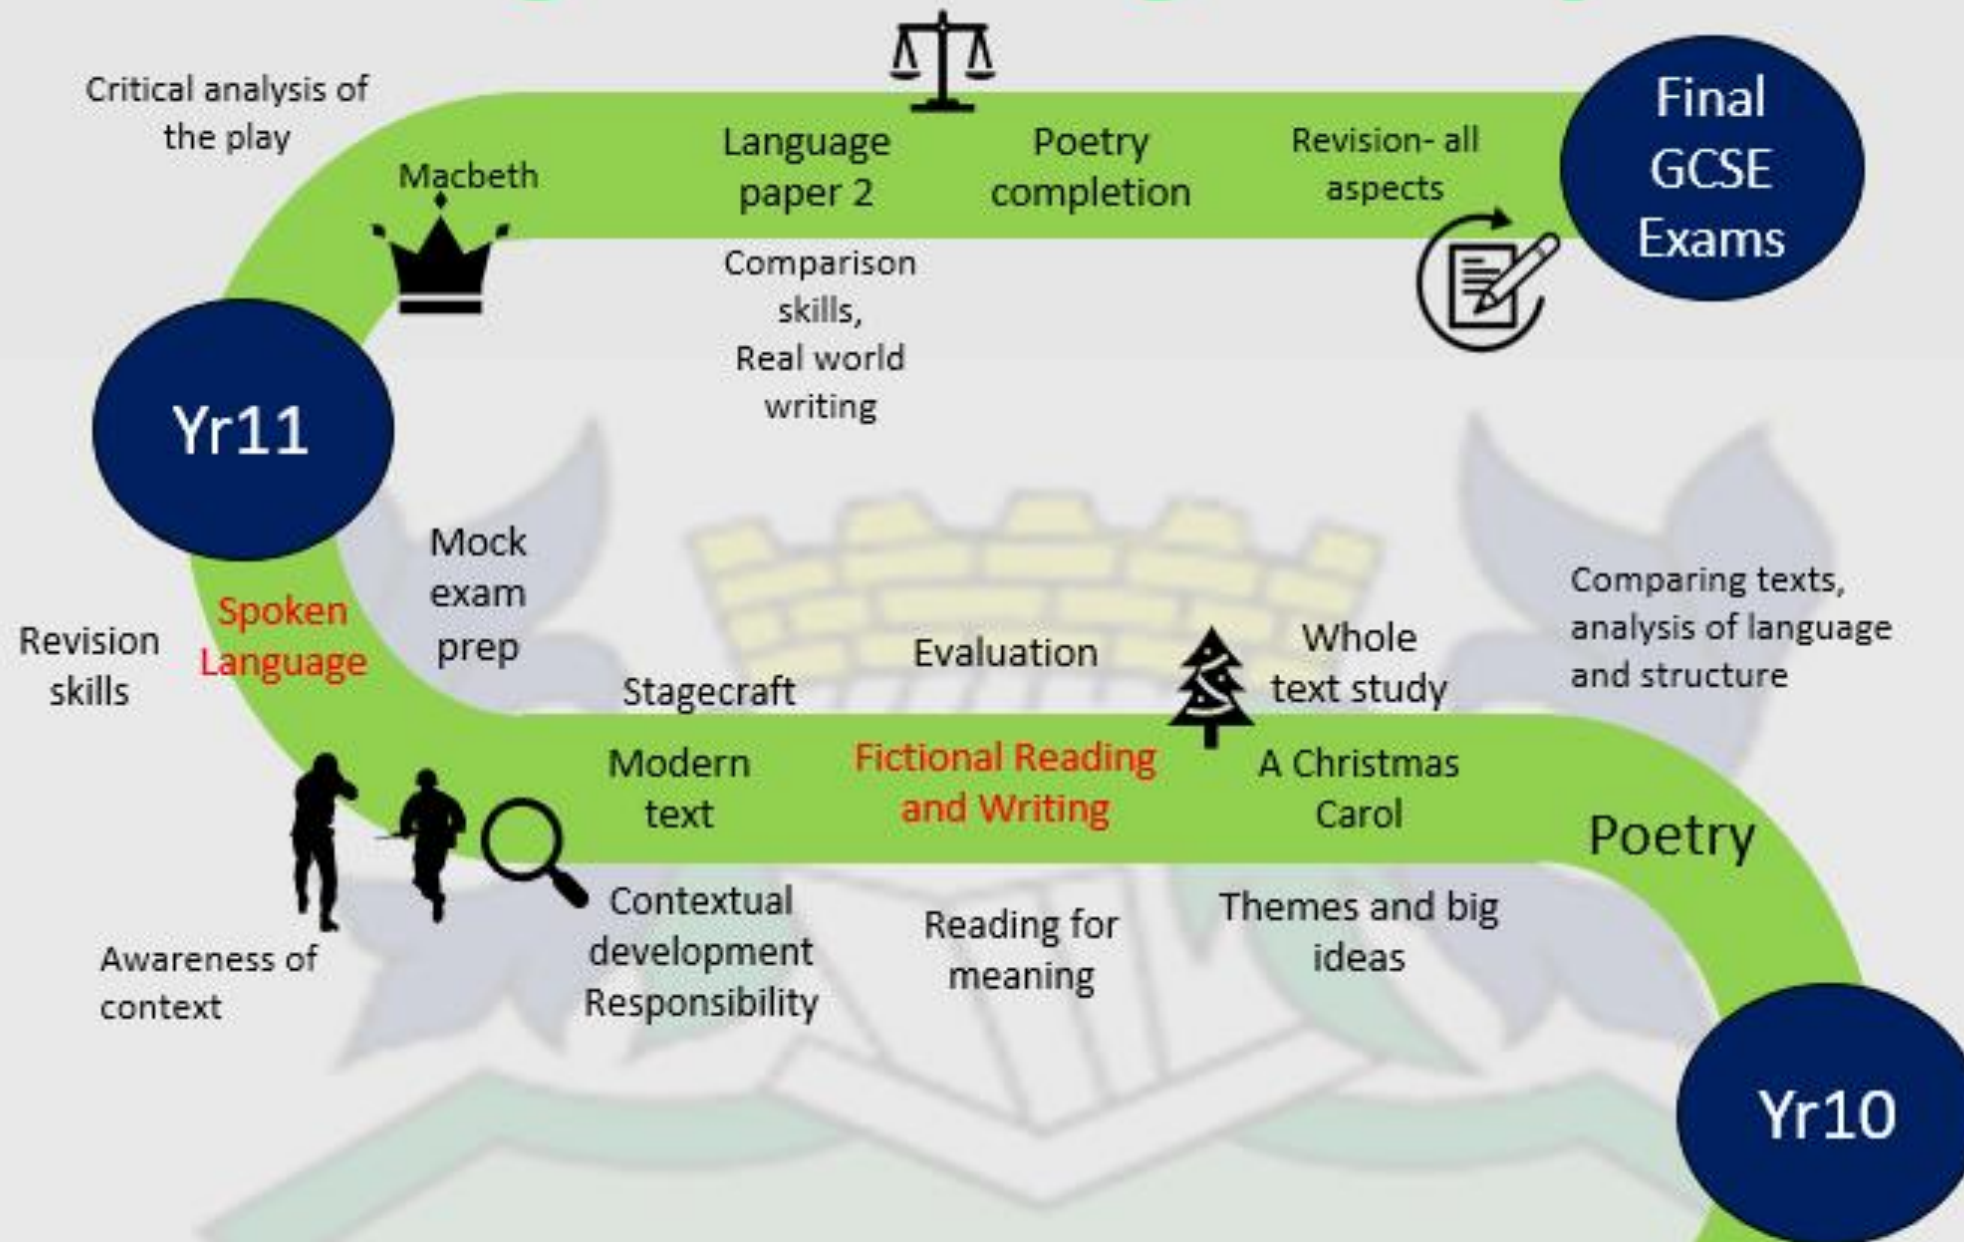 Critical analysis of
the play
Macbeth
Language
paper 2
Poetry
completion
Revision- all
aspects
Final
GCSE
Exams
Comparison
skills,
Real world
writing
Yr11
Mock
exam
prep
Spoken
Language
Revision
skills
Stagecraft
Evaluation
Whole
text study
Comparing texts,
analysis of language
and structure
Modern
text
Fictional Reading
and Writing
A Christmas
Carol
Poetry
Awareness of
context
Contextual
development
Responsibility
Reading for
meaning
Themes and big
ideas
Yr10